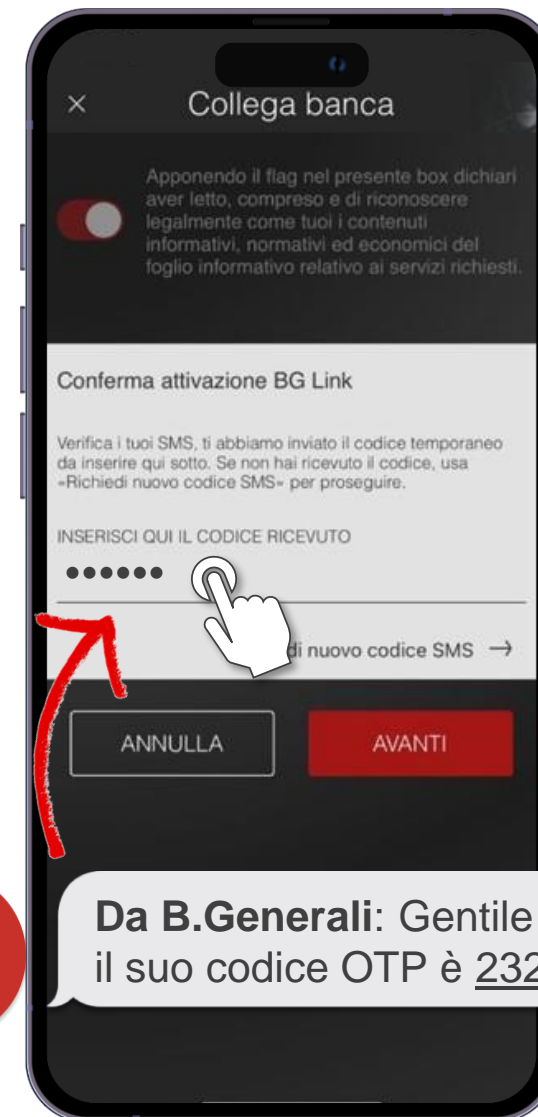 × Collega banca
Apponendo il flag nel presente box dichiari
aver letto, compreso e di riconoscere
legalmente come tuoi i contenuti
informativi, normativi ed economici del
foglio informativo relativo ai servizi richiesti.
Conferma attivazione BG Link
Verifica i tuoi SMS, ti abbiamo inviato il codice temporaneo
da inserire qui sotto. Se non hai ricevuto il codice, usa
«Richiedi nuovo codice SMS» per proseguire.
INSERISCI QUI IL CODICE RICEVUTO
••••••
di nuovo codice SMS →
ANNULLA AVANTI
Da B.Generali: Gentile
il suo codice OTP è 232